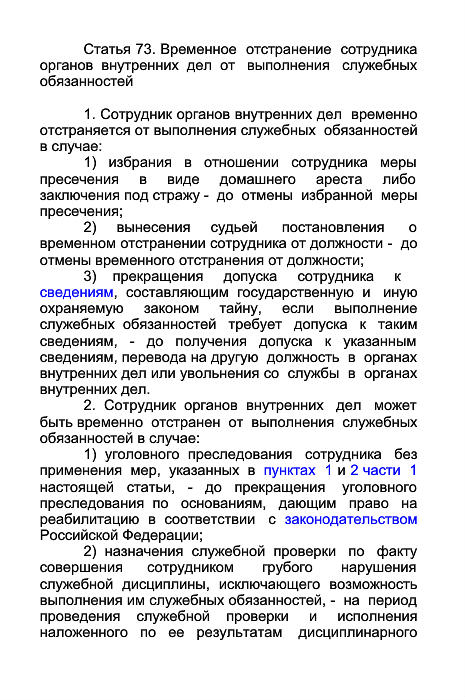 Статья 73. Временное отстранение сотрудника
органов внутренних дел от выполнения служебных
обязанностей
1. Сотрудник органов внутренних дел временно
отстраняется от выполнения служебных обязанностей
в случае:
1) избрания в отношении сотрудника меры
пресечения в виде домашнего ареста либо
заключения под стражу - до отмены избранной меры
пресечения;
2) вынесения судьей постановления о
временном отстранении сотрудника от должности - до
отмены временного отстранения от должности;
3) прекращения допуска сотрудника к
сведениям, составляющим государственную и иную
охраняемую законом тайну, если выполнение
служебных обязанностей требует допуска к таким
сведениям, - до получения допуска к указанным
сведениям, перевода на другую должность в органах
внутренних дел или увольнения со службы в органах
внутренних дел.
2. Сотрудник органов внутренних дел может
быть временно отстранен от выполнения служебных
обязанностей в случае:
1) уголовного преследования сотрудника без
применения мер, указанных в пунктах 1 и 2 части 1
настоящей статьи, - до прекращения уголовного
преследования по основаниям, дающим право на
реабилитацию в соответствии с законодательством
Российской Федерации;
2) назначения служебной проверки по факту
совершения сотрудником грубого нарушения
служебной дисциплины, исключающего возможность
выполнения им служебных обязанностей, - на период
проведения служебной проверки и исполнения
наложенного по ее результатам дисциплинарного